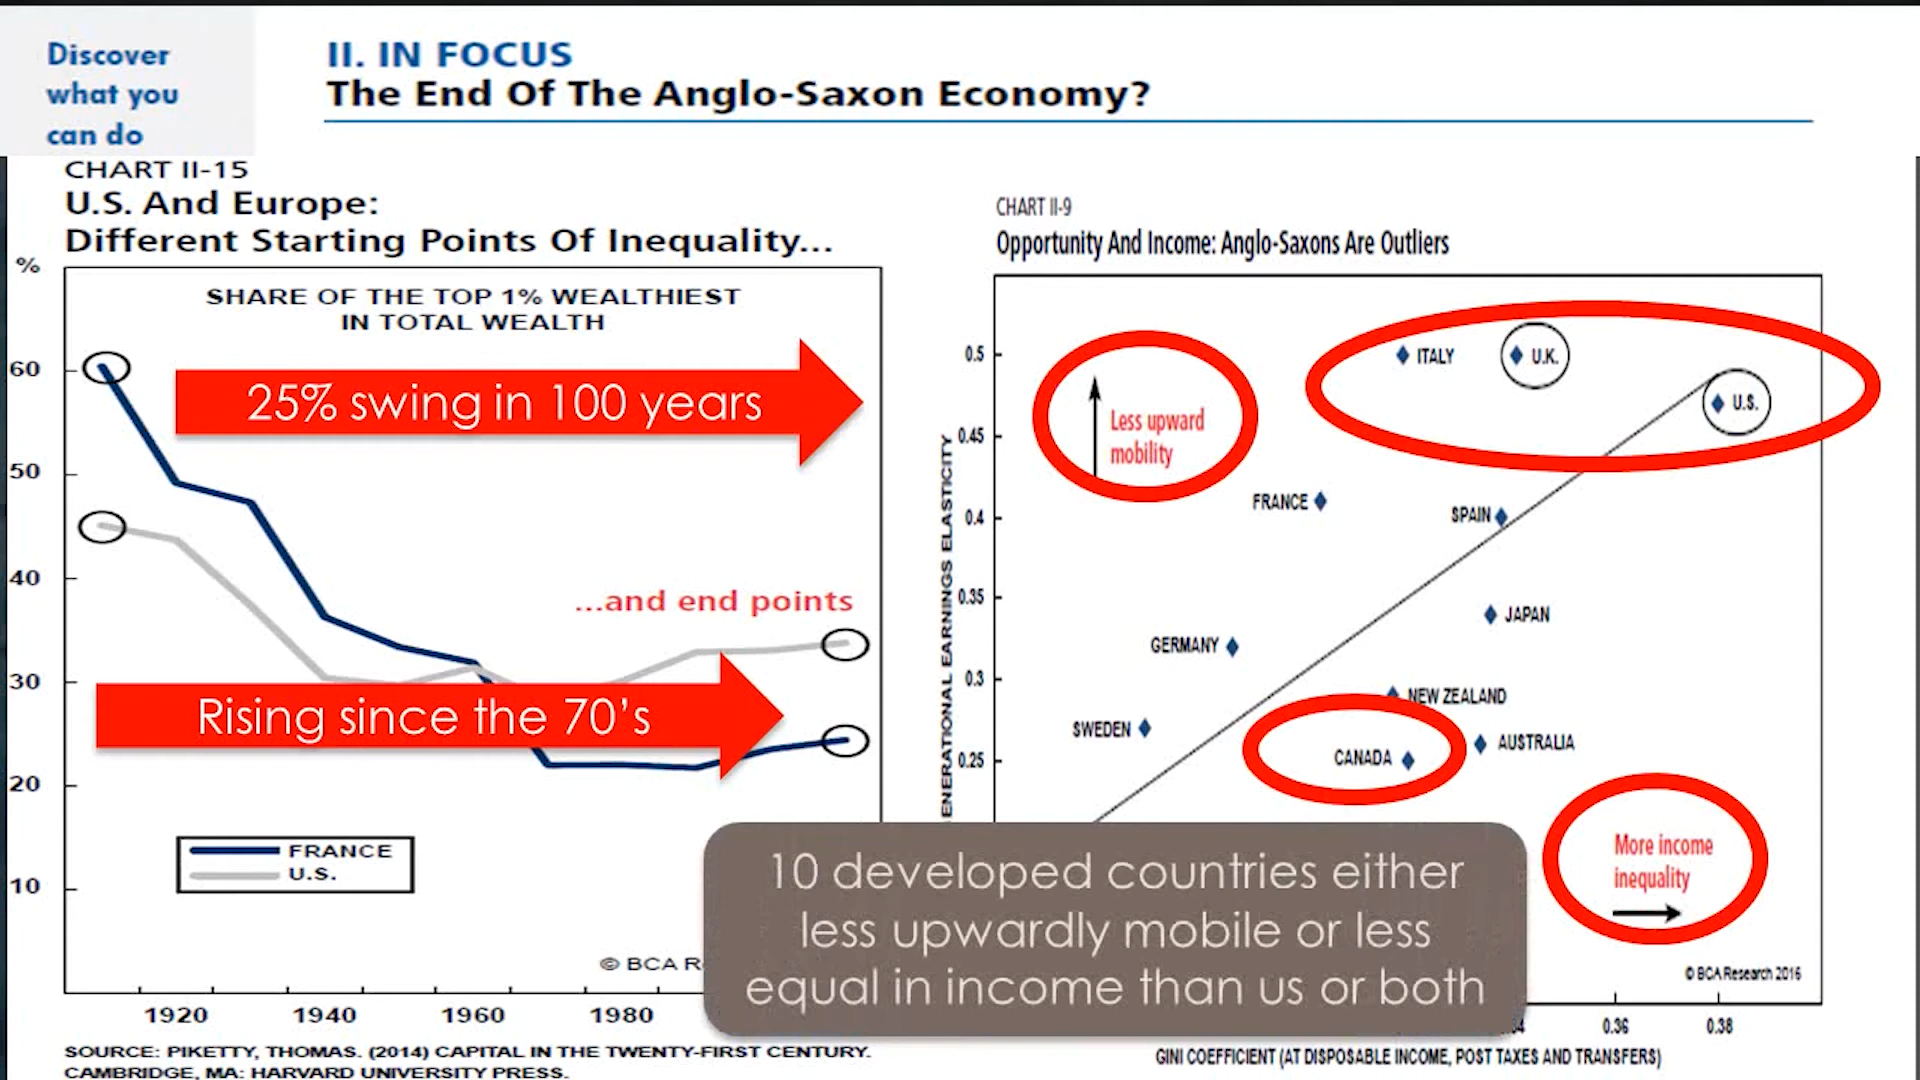 Discover
what you
can do
II. IN FOCUS
The End Of The Anglo-Saxon Economy?
CHART II-15
U.S. And Europe:
Different Starting Points Of Inequality...
%
SHARE OF THE TOP 1% WEALTHIEST
IN TOTAL WEALTH
60
25% swing in 100 years
50
40
...and end points
30
Rising since the 70's
20
10
FRANCE
U.S.
© BCA
1920 1940 1960 1980
SOURCE: PIKETTY, THOMAS. (2014) CAPITAL IN THE TWENTY-FIRST CENTURY.
CAMBRIDGE, MA: HARVARD UNIVERSITY PRESS.
CHART II-9
Opportunity And Income: Anglo-Saxons Are Outliers
0.5
ITALY
U.K.
U.S.
Less upward
mobility
0.45
FRANCE
SPAIN
0.4
0.35
JAPAN
GERMANY
0.3
NEW ZEALAND
SWEDEN
AUSTRALIA
CANADA
0.25
EARNINGS ELASTICITY
More income
inequality
10 developed countries either
less upwardly mobile or less
equal in income than us or both
© BCA Research 2016
0.36 0.38
GINI COEFFICIENT (AT DISPOSABLE INCOME, POST TAXES AND TRANSFERS)